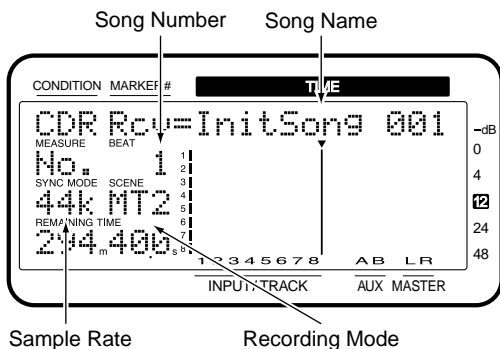 Song Number Song Name
CONDITION MARKER # TIME
CDR Rcv=InitSong 001
MEASURE BEAT
No. 1
SYNC MODE SCENE
44k MT2
REMAINING TIME
294m400s
1
2
3
4
5
6
7
8
1 2 3 4 5 6 7 8 AB LR
INPUT/TRACK AUX MASTER
-dB
0
4
12
24
48
Sample Rate Recording Mode